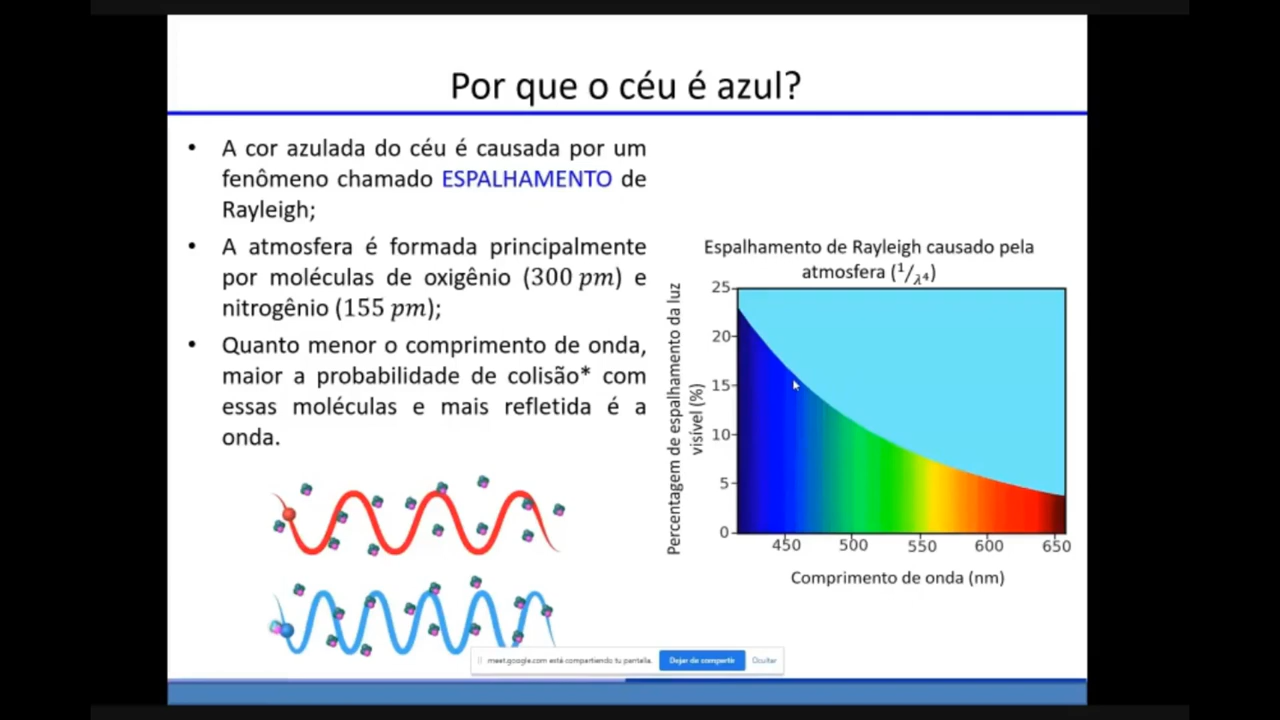 Por que o céu é azul?
• A cor azulada do céu é causada por um
fenômeno chamado ESPALHAMENTO de
Rayleigh;
• A atmosfera é formada principalmente
por moléculas de oxigênio (300 pm) e
nitrogênio (155 pm);
• Quanto menor o comprimento de onda,
maior a probabilidade de colisão* com
essas moléculas e mais refletida é a
onda.
Espalhamento de Rayleigh causado pela
atmosfera (1/λ⁴)
Percentagem de espalhamento da luz
visível (%)
25
20
15
10
5
0
450 500 550 600 650
Comprimento de onda (nm)
meet.google.com está compartiendo tu pantalla. Dejar de compartir Ocultar